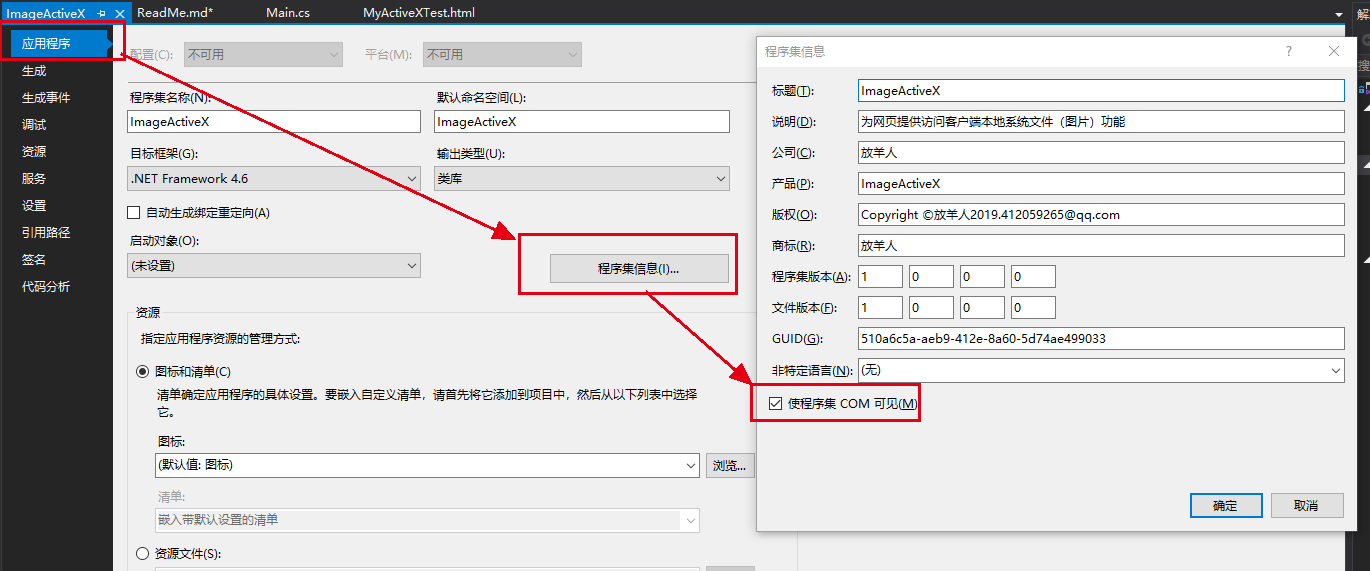 ImageActiveX
ReadMe.md*
Main.cs
MyActiveXTest.html
解
应用程序
生成
生成事件
调试
资源
服务
设置
引用路径
签名
代码分析
配置(C):
不可用
平台(M):
不可用
程序集名称(N):
默认命名空间(L):
ImageActiveX
ImageActiveX
目标框架(G):
输出类型(U):
.NET Framework 4.6
类库
自动生成绑定重定向(A)
启动对象(O):
(未设置)
程序集信息(I)...
资源
指定应用程序资源的管理方式:
图标和清单(C)
清单确定应用程序的具体设置。要嵌入自定义清单，请首先将它添加到项目中，然后从以下列表中选择
它。
图标:
(默认值: 图标)
浏览...
清单:
嵌入带默认设置的清单
资源文件(S):
程序集信息
?
标题(T):
ImageActiveX
说明(D):
为网页提供访问客户端本地系统文件（图片）功能
公司(C):
放羊人
产品(P):
ImageActiveX
版权(O):
Copyright ©放羊人2019.412059265@qq.com
商标(R):
放羊人
程序集版本(A):
1 0 0 0
文件版本(F):
1 0 0 0
GUID(G):
510a6c5a-aeb9-412e-8a60-5d74ae499033
非特定语言(N):
(无)
使程序集 COM 可见(M)
确定
取消
搜